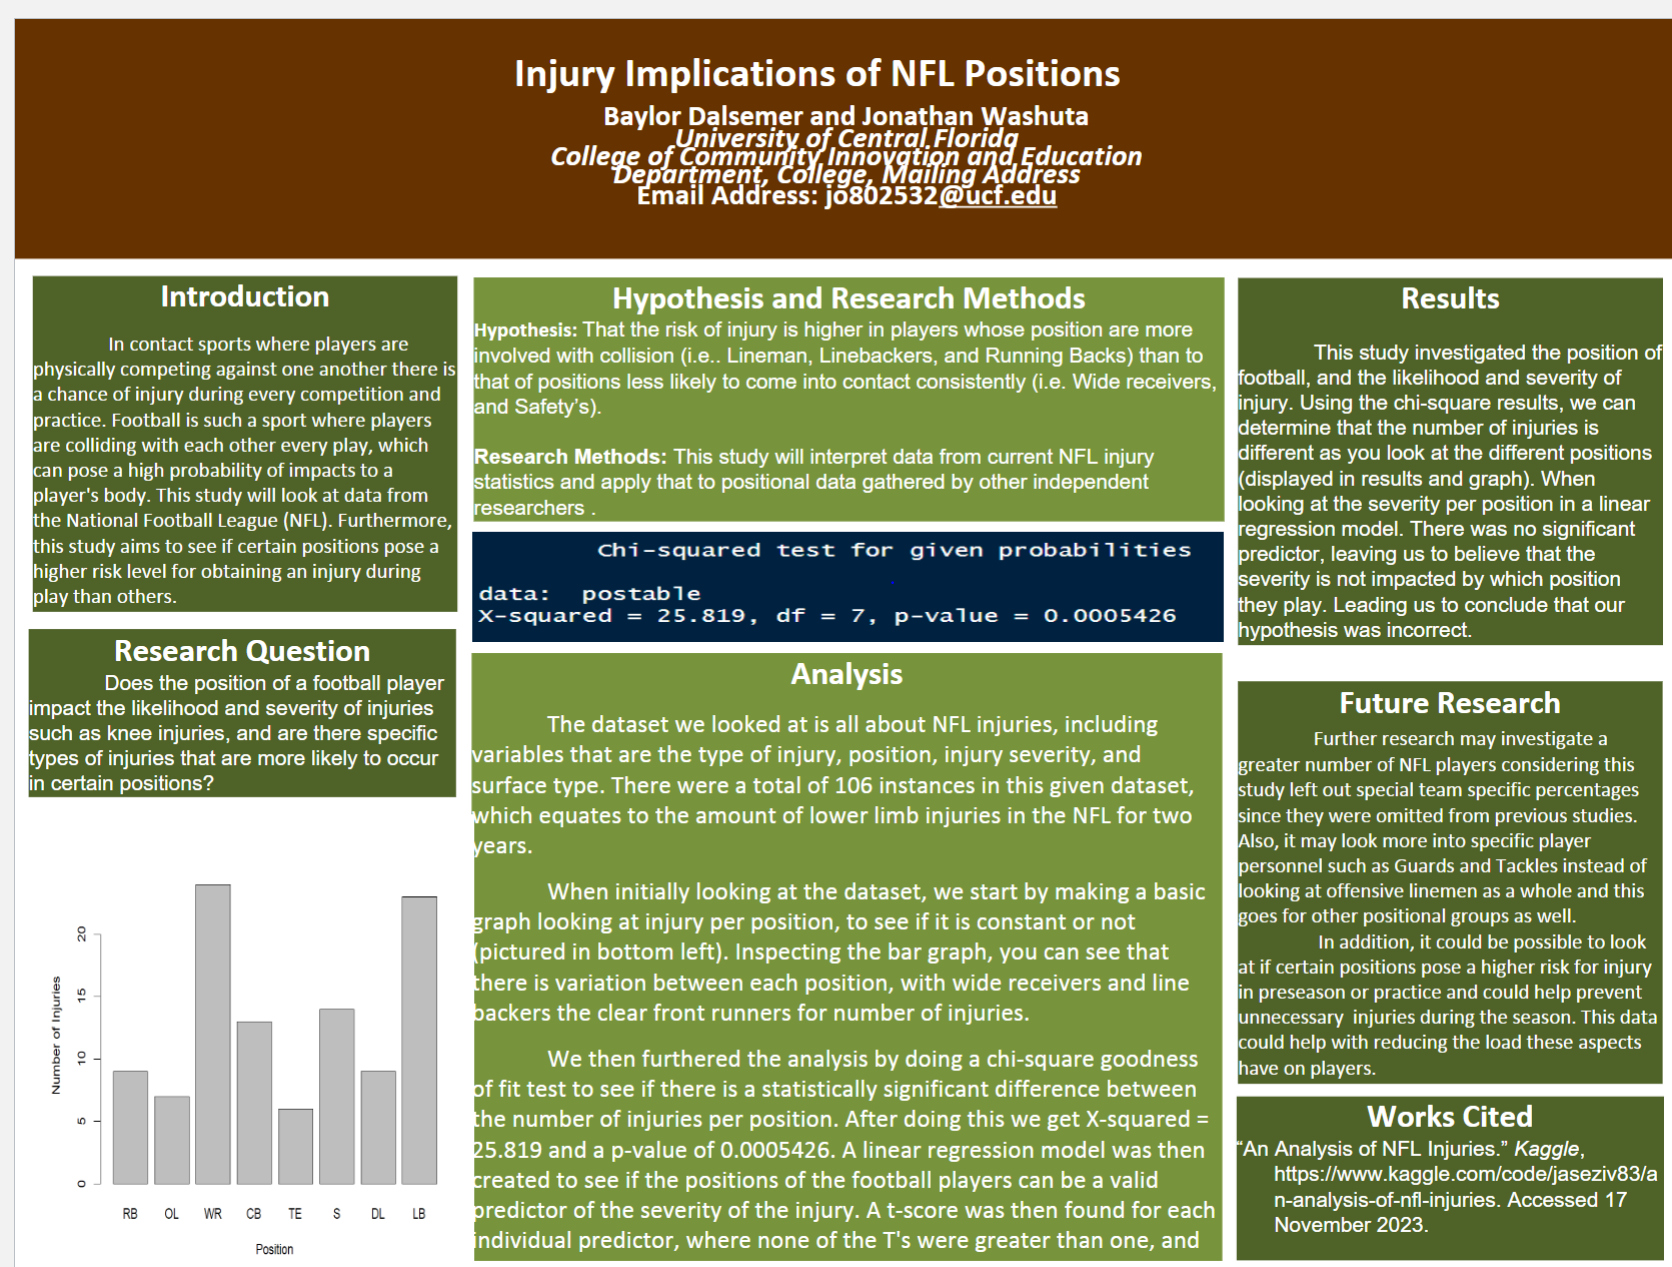 Injury Implications of NFL Positions
Baylor Dalsemer and Jonathan Washuta
University of Central Florida
College of Community Innovation and Education
Department, College, Mailing Address
Email Address: jo802532@ucf.edu
Introduction
In contact sports where players are
physically competing against one another there is
a chance of injury during every competition and
practice. Football is such a sport where players
are colliding with each other every play, which
can pose a high probability of impacts to a
player's body. This study will look at data from
the National Football League (NFL). Furthermore,
this study aims to see if certain positions pose a
higher risk level for obtaining an injury during
play than others.
Research Question
Does the position of a football player
impact the likelihood and severity of injuries
such as knee injuries, and are there specific
types of injuries that are more likely to occur
in certain positions?
Number of Injuries
20
15
10
5
0
RB OL WR CB TE S DL LB
Position
Hypothesis and Research Methods
Hypothesis: That the risk of injury is higher in players whose position are more
involved with collision (i.e.. Lineman, Linebackers, and Running Backs) than to
that of positions less likely to come into contact consistently (i.e. Wide receivers,
and Safety's).
Research Methods: This study will interpret data from current NFL injury
statistics and apply that to positional data gathered by other independent
researchers .
Chi-squared test for given probabilities
data: postable
X-squared = 25.819, df = 7, p-value = 0.0005426
Analysis
The dataset we looked at is all about NFL injuries, including
variables that are the type of injury, position, injury severity, and
surface type. There were a total of 106 instances in this given dataset,
which equates to the amount of lower limb injuries in the NFL for two
years.
When initially looking at the dataset, we start by making a basic
graph looking at injury per position, to see if it is constant or not
(pictured in bottom left). Inspecting the bar graph, you can see that
there is variation between each position, with wide receivers and line
backers the clear front runners for number of injuries.
We then furthered the analysis by doing a chi-square goodness
of fit test to see if there is a statistically significant difference between
the number of injuries per position. After doing this we get X-squared =
25.819 and a p-value of 0.0005426. A linear regression model was then
created to see if the positions of the football players can be a valid
predictor of the severity of the injury. A t-score was then found for each
individual predictor, where none of the T's were greater than one, and
Results
This study investigated the position of
football, and the likelihood and severity of
injury. Using the chi-square results, we can
determine that the number of injuries is
different as you look at the different positions
(displayed in results and graph). When
looking at the severity per position in a linear
regression model. There was no significant
predictor, leaving us to believe that the
severity is not impacted by which position
they play. Leading us to conclude that our
hypothesis was incorrect.
Future Research
Further research may investigate a
greater number of NFL players considering this
study left out special team specific percentages
since they were omitted from previous studies.
Also, it may look more into specific player
personnel such as Guards and Tackles instead of
looking at offensive linemen as a whole and this
goes for other positional groups as well.
In addition, it could be possible to look
at if certain positions pose a higher risk for injury
in preseason or practice and could help prevent
unnecessary injuries during the season. This data
could help with reducing the load these aspects
have on players.
Works Cited
“An Analysis of NFL Injuries.” Kaggle,
https://www.kaggle.com/code/jaseziv83/a
n-analysis-of-nfl-injuries. Accessed 17
November 2023.